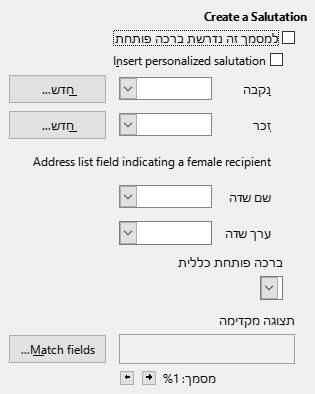 Create a Salutation
למסמך זה נדרשת ברכה פותחת
Insert personalized salutation
נקבה חדש...
זכר חדש...
Address list field indicating a female recipient
שם שדה
ערך שדה
ברכה פותחת כללית
תצוגה מקדימה
Match fields...
מסמך: 1%